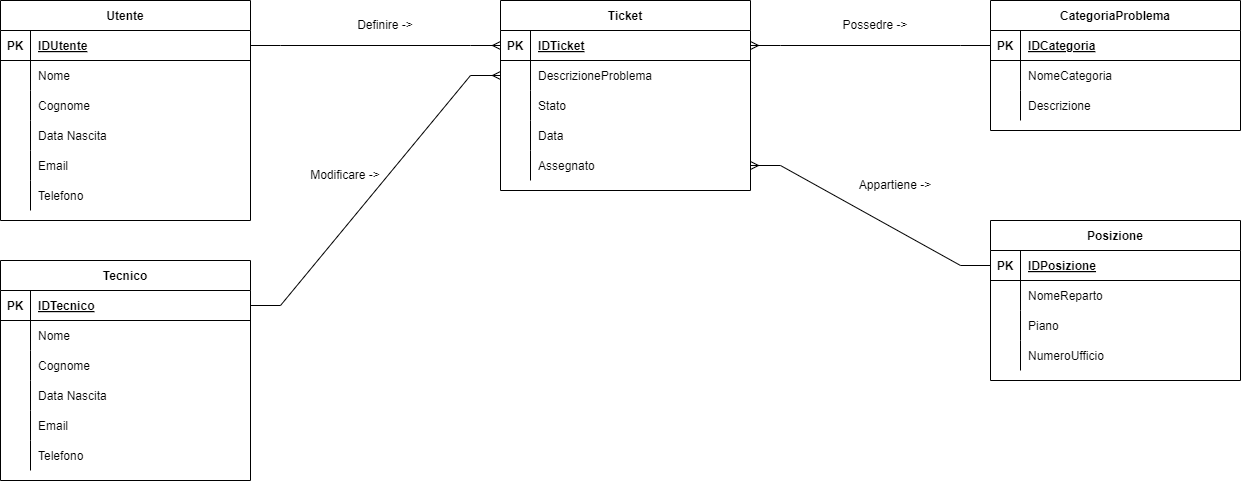 Utente
PK IDUtente
Nome
Cognome
Data Nascita
Email
Telefono
Definire ->
Ticket
PK IDTicket
DescrizioneProblema
Stato
Data
Assegnato
Possedre ->
CategoriaProblema
PK IDCategoria
NomeCategoria
Descrizione
Modificare ->
Appartiene ->
Tecnico
PK IDTecnico
Nome
Cognome
Data Nascita
Email
Telefono
Posizione
PK IDPosizione
NomeReparto
Piano
NumeroUfficio